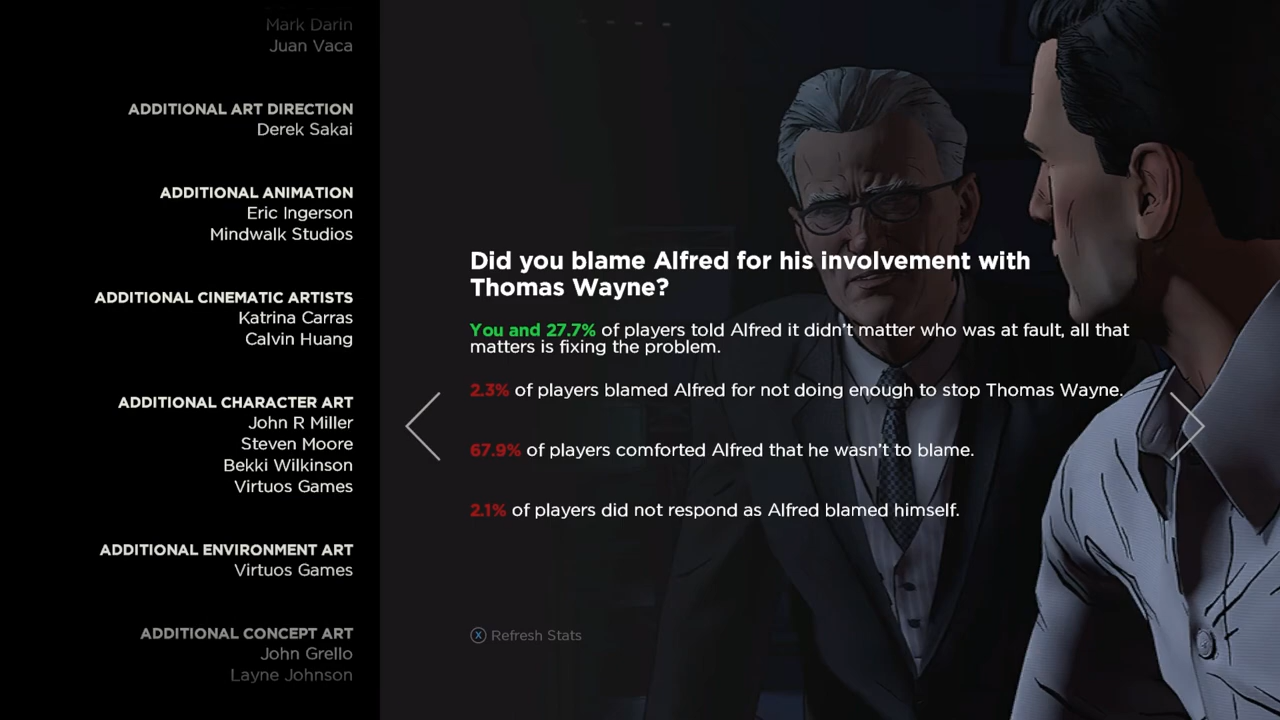 Mark Darin
Juan Vaca
ADDITIONAL ART DIRECTION
Derek Sakai
ADDITIONAL ANIMATION
Eric Ingerson
Mindwalk Studios
ADDITIONAL CINEMATIC ARTISTS
Katrina Carras
Calvin Huang
ADDITIONAL CHARACTER ART
John R Miller
Steven Moore
Bekki Wilkinson
Virtuos Games
ADDITIONAL ENVIRONMENT ART
Virtuos Games
ADDITIONAL CONCEPT ART
John Grello
Layne Johnson
Did you blame Alfred for his involvement with
Thomas Wayne?
You and 27.7% of players told Alfred it didn't matter who was at fault, all that
matters is fixing the problem.
2.3% of players blamed Alfred for not doing enough to stop Thomas Wayne.
67.9% of players comforted Alfred that he wasn't to blame.
2.1% of players did not respond as Alfred blamed himself.
X Refresh Stats